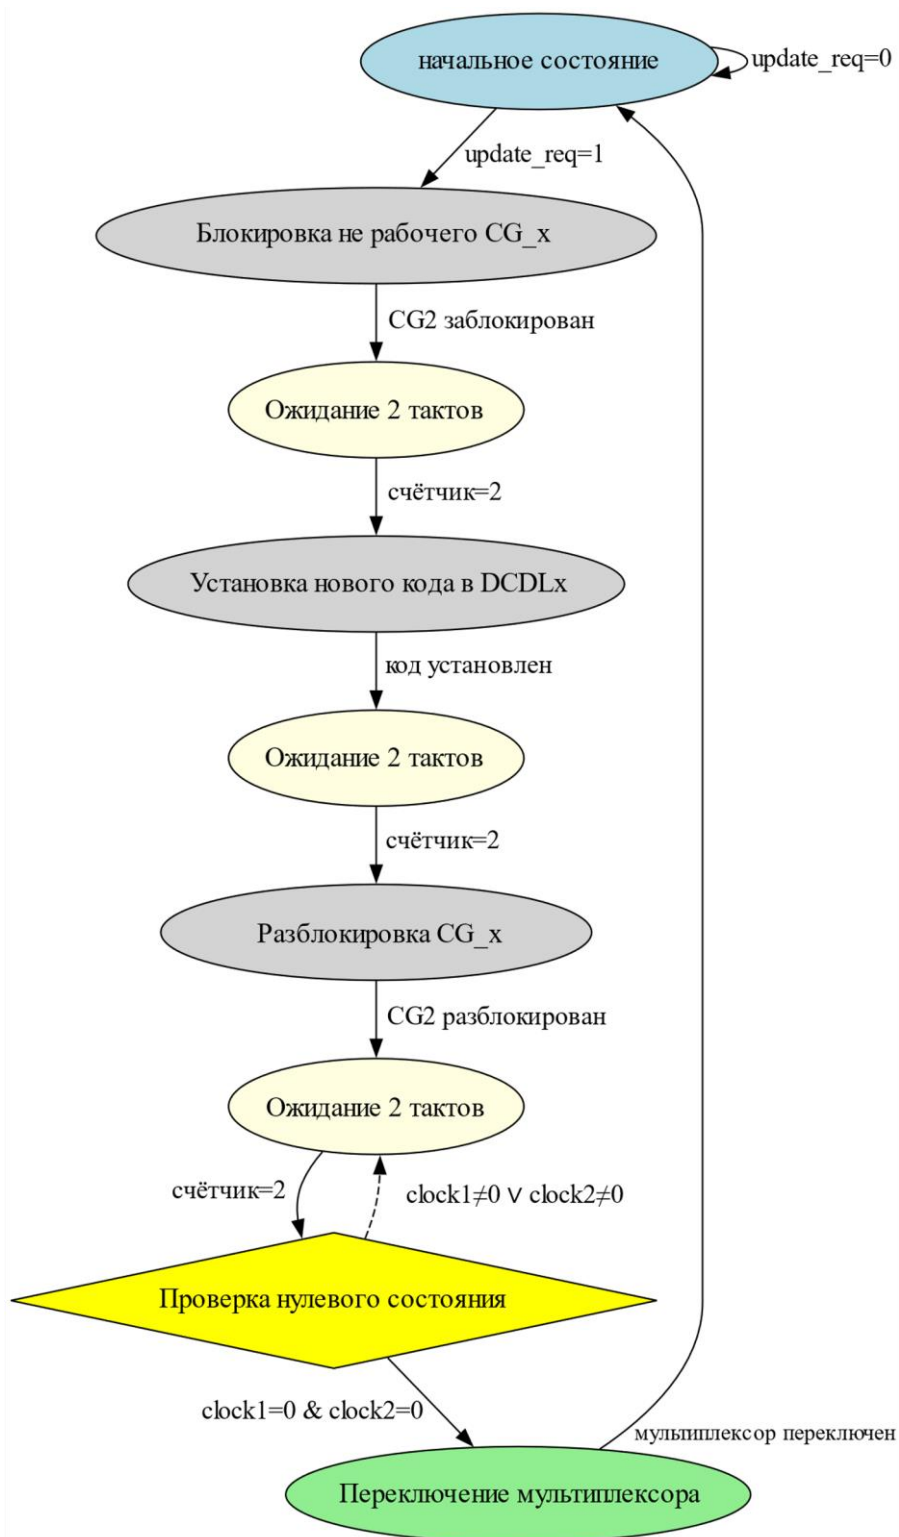 начальное состояние
update_req=0
update_req=1
Блокировка не рабочего CG_x
CG2 заблокирован
Ожидание 2 тактов
счётчик=2
Установка нового кода в DCDLx
код установлен
Ожидание 2 тактов
счётчик=2
Разблокировка CG_x
CG2 разблокирован
Ожидание 2 тактов
счётчик=2
clock1≠0 ∨ clock2≠0
Проверка нулевого состояния
clock1=0 & clock2=0
мультиплексор переключен
Переключение мультиплексора